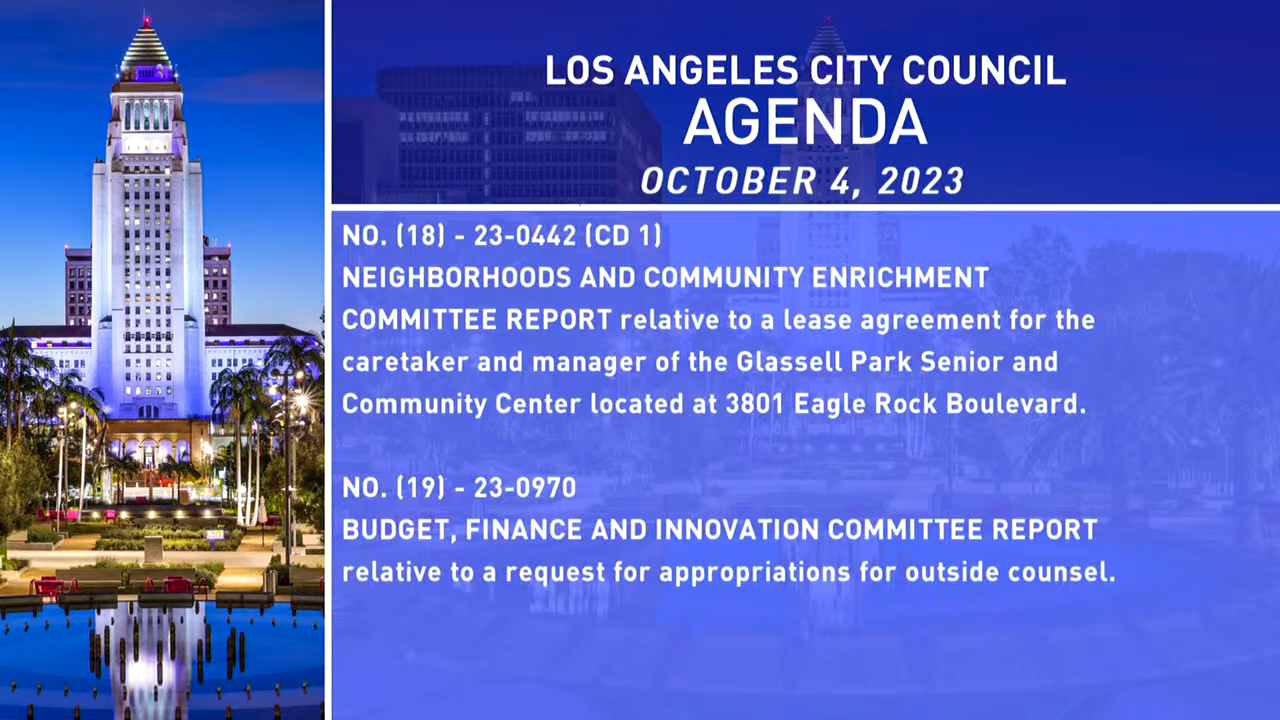 LOS ANGELES CITY COUNCIL
AGENDA
OCTOBER 4, 2023
NO. (18) - 23-0442 (CD 1)
NEIGHBORHOODS AND COMMUNITY ENRICHMENT
COMMITTEE REPORT relative to a lease agreement for the
caretaker and manager of the Glassell Park Senior and
Community Center located at 3801 Eagle Rock Boulevard.
NO. (19) - 23-0970
BUDGET, FINANCE AND INNOVATION COMMITTEE REPORT
relative to a request for appropriations for outside counsel.